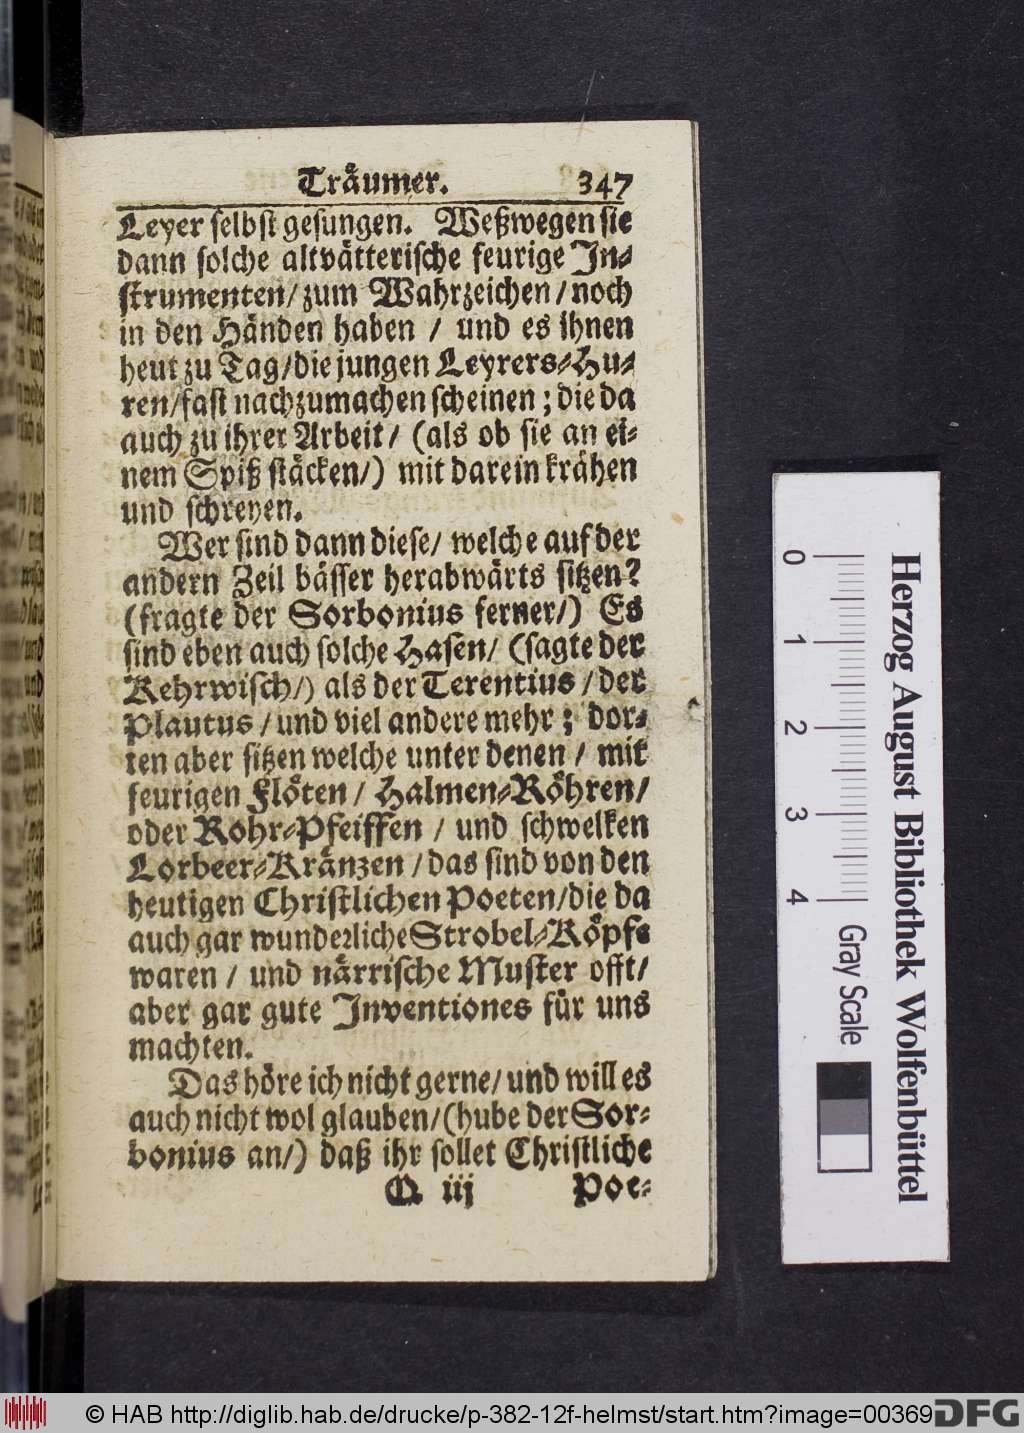 Träumer. 347
Leyer selbst gesungen. Weßwegen sie
dann solche altvätterische feurige In-
strumenten/ zum Wahrzeichen/ noch
in den Händen haben / und es ihnen
heut zu Tag/ die jungen Leyrers-Hu-
ren/ fast nachzumachen scheinen; die da
auch zu ihrer Arbeit/ (als ob sie an ei-
nem Spiß stäcken/) mit darein krähen
und schreyen.
Wer sind dann diese/ welche auf der
andern Zeil bässer herabwärts sitzen?
(fragte der Sorbonius ferner/) Es
sind eben auch solche Hasen/ (sagte der
Kehrwisch/) als der Terentius / der
Plautus / und viel andere mehr; dor-
ten aber sitzen welche unter denen / mit
feurigen Flöten / Halmen-Röhren/
oder Rohr-Pfeiffen / und schwelken
Lorbeer-Kränzen / das sind von den
heutigen Christlichen Poeten/ die da
auch gar wunderliche Strobel-Köpfe
waren / und närrische Muster offt/
aber gar gute Inventiones für uns
machten.
Das höre ich nicht gerne/ und will es
auch nicht wol glauben/ (hube der Sor-
bonius an/) daß ihr sollet Christliche
Q iij Poe-
Herzog August Bibliothek Wolfenbüttel
0 1 2 3 4 Gray Scale
© HAB http://diglib.hab.de/drucke/p-382-12f-helmst/start.htm?image=00369
DFG